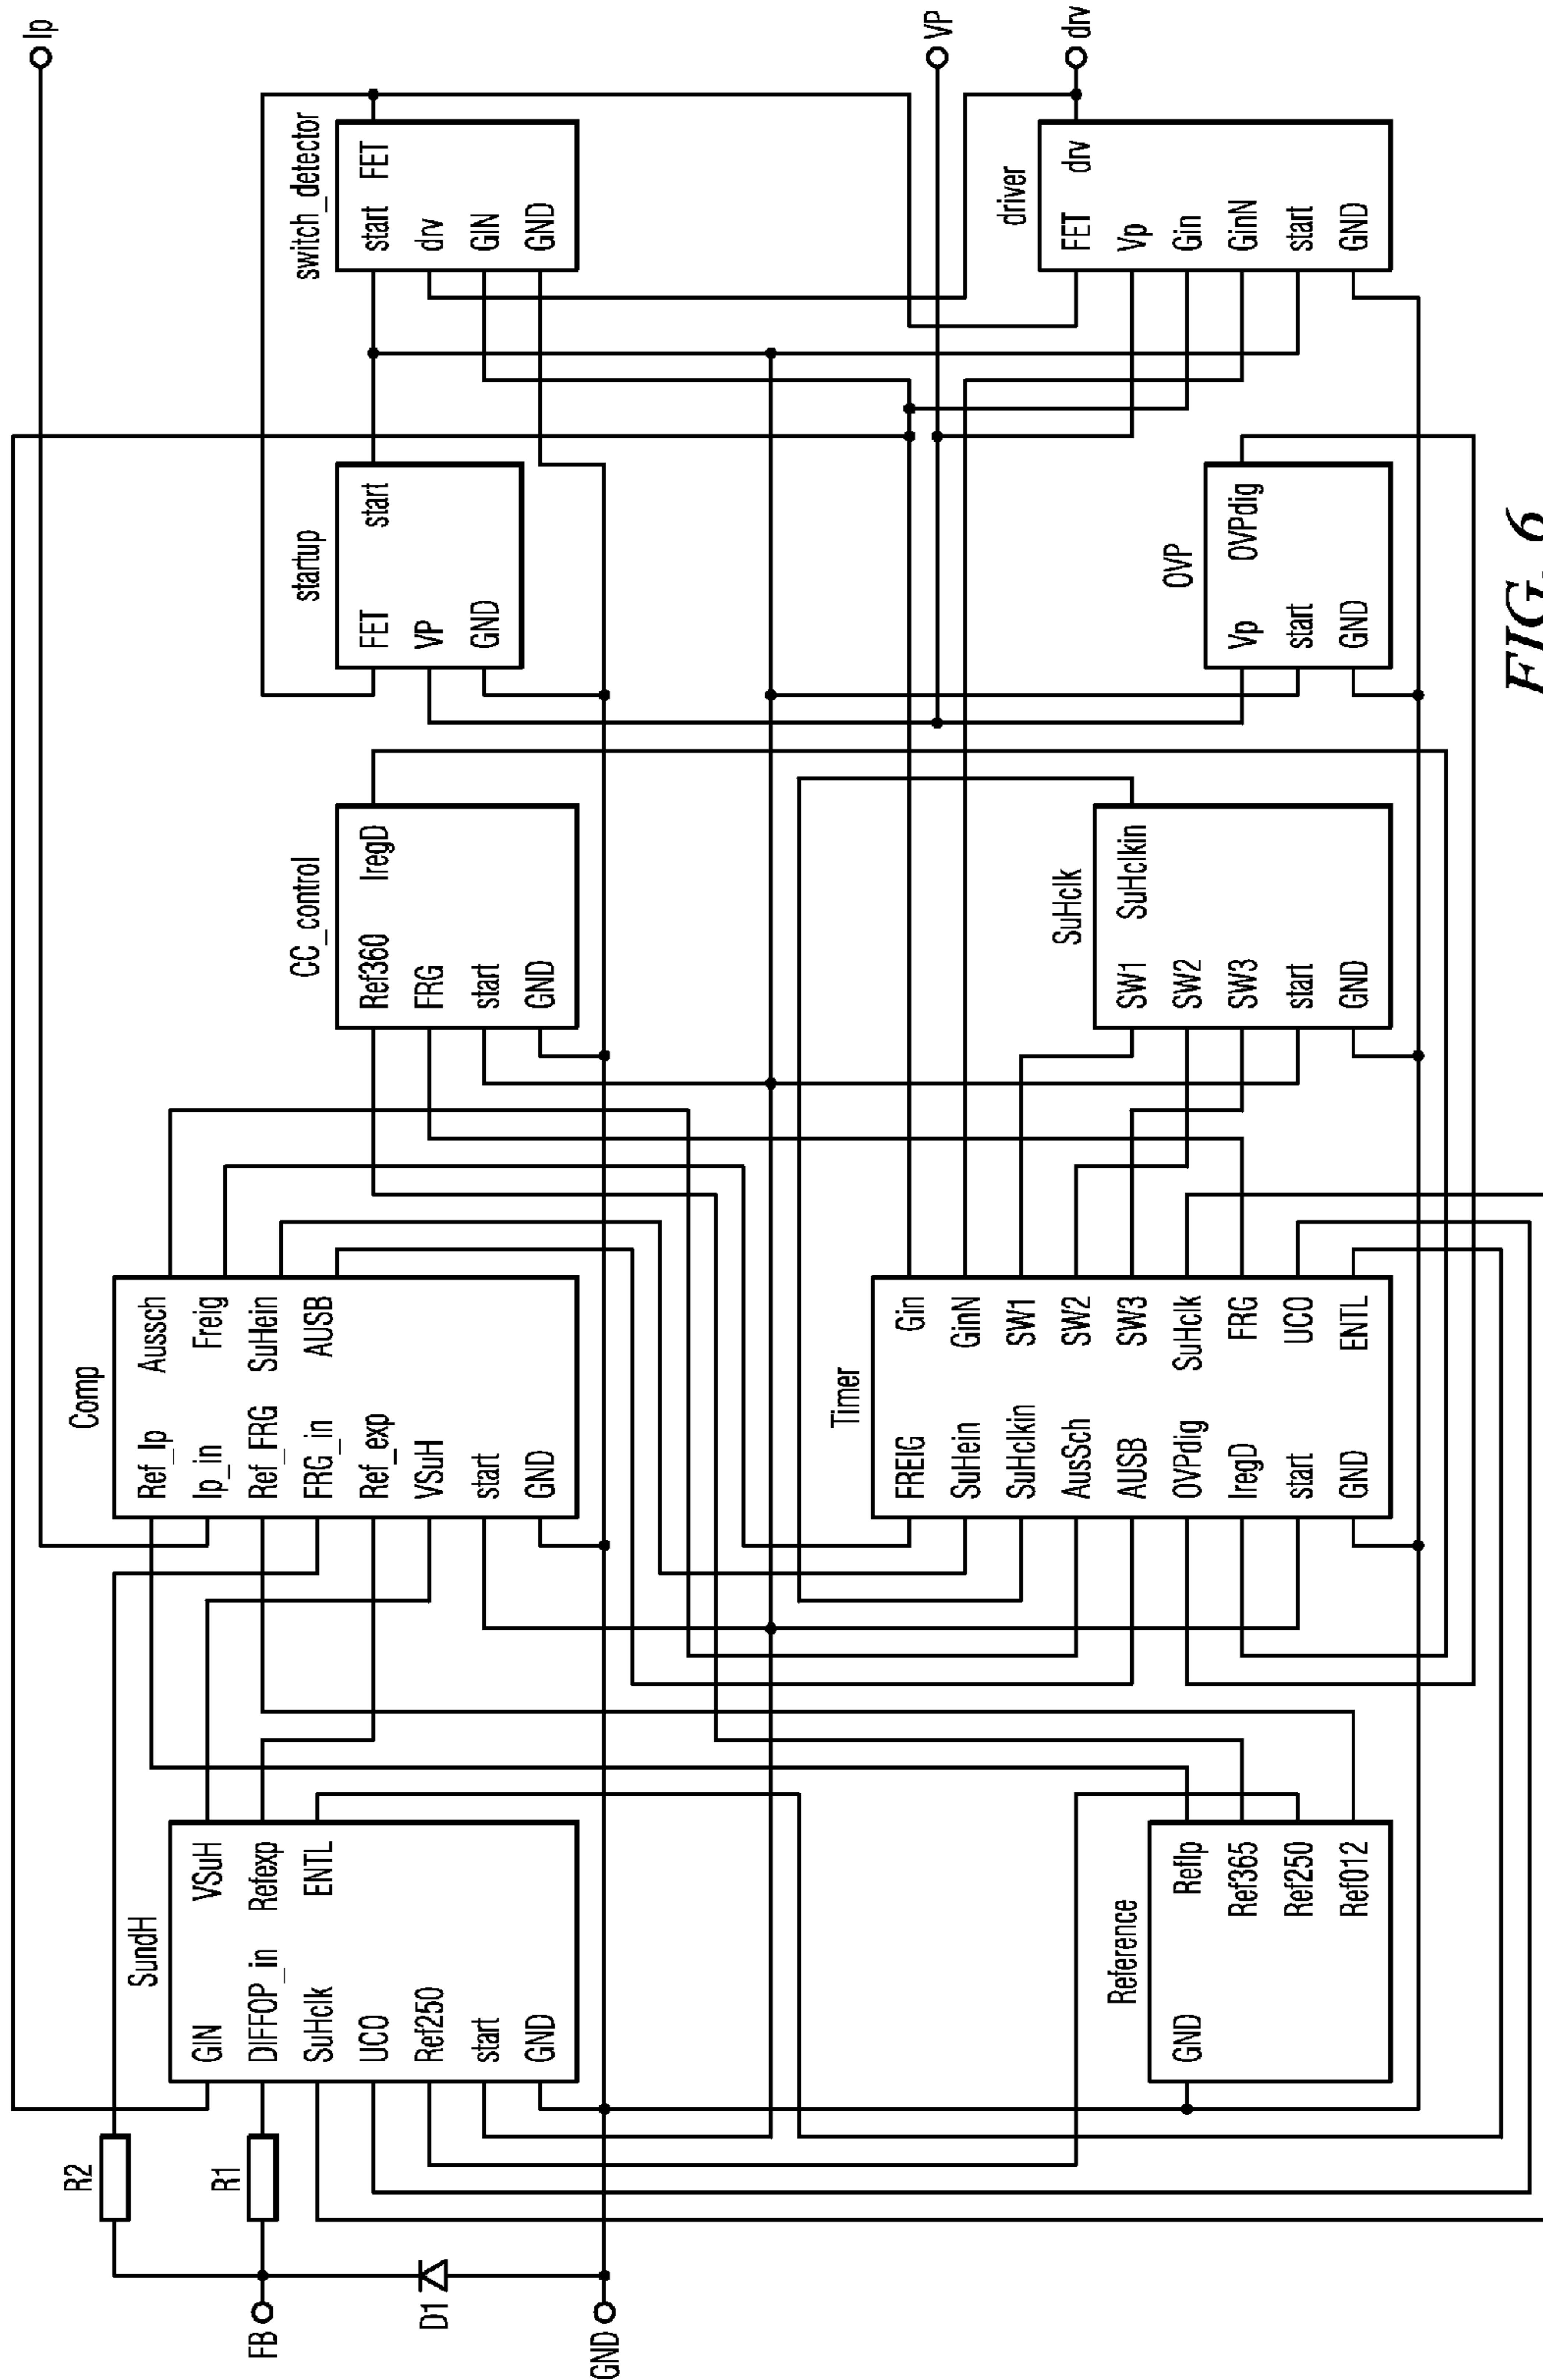 Ip
VP
drv
FB
GND
R2
R1
D1
SundH
GIN
DIFFOP_in
SuHclk
UCO
Ref250
start
GND
VSuH
Refexp
ENTL
Comp
Ref_Ip
Ip_in
Ref_FRG
FRG_in
Ref_exp
VSuH
start
GND
Aussch
Freig
SuHein
AUSB
CC_control
Ref360
FRG
start
GND
IregD
startup
FET
VP
GND
start
switch_detector
start
drv
GIN
GND
FET
Reference
GND
RefIp
Ref365
Ref250
Ref012
Timer
FREIG
SuHein
SuHclkin
AusSch
AUSB
OVPdig
IregD
start
GND
Gin
GinN
SW1
SW2
SW3
SuHclk
FRG
UCO
ENTL
SuHclk
SW1
SW2
SW3
start
GND
SuHclkin
OVP
Vp
start
GND
OVPdig
driver
FET
Vp
Gin
GinN
start
GND
drv
FIG. 6